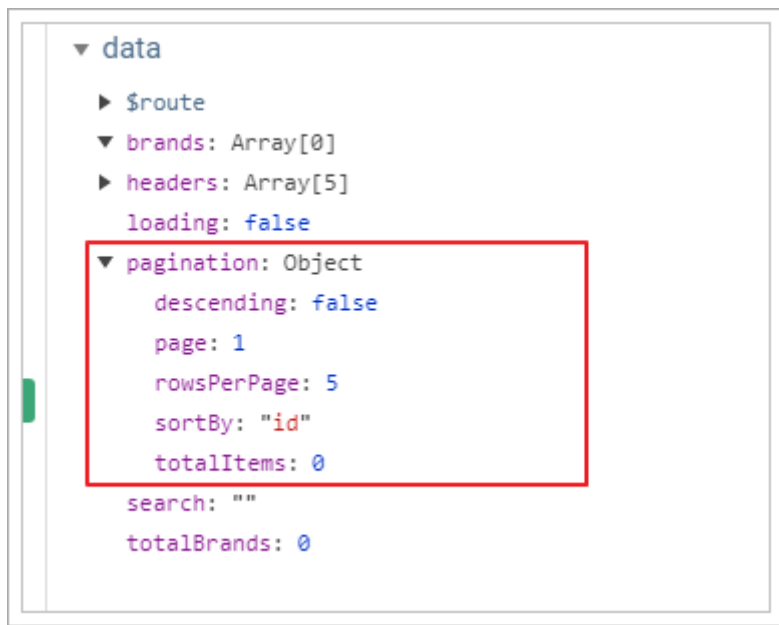 data
$route
brands: Array[0]
headers: Array[5]
loading: false
pagination: Object
descending: false
page: 1
rowsPerPage: 5
sortBy: "id"
totalItems: 0
search: ""
totalBrands: 0